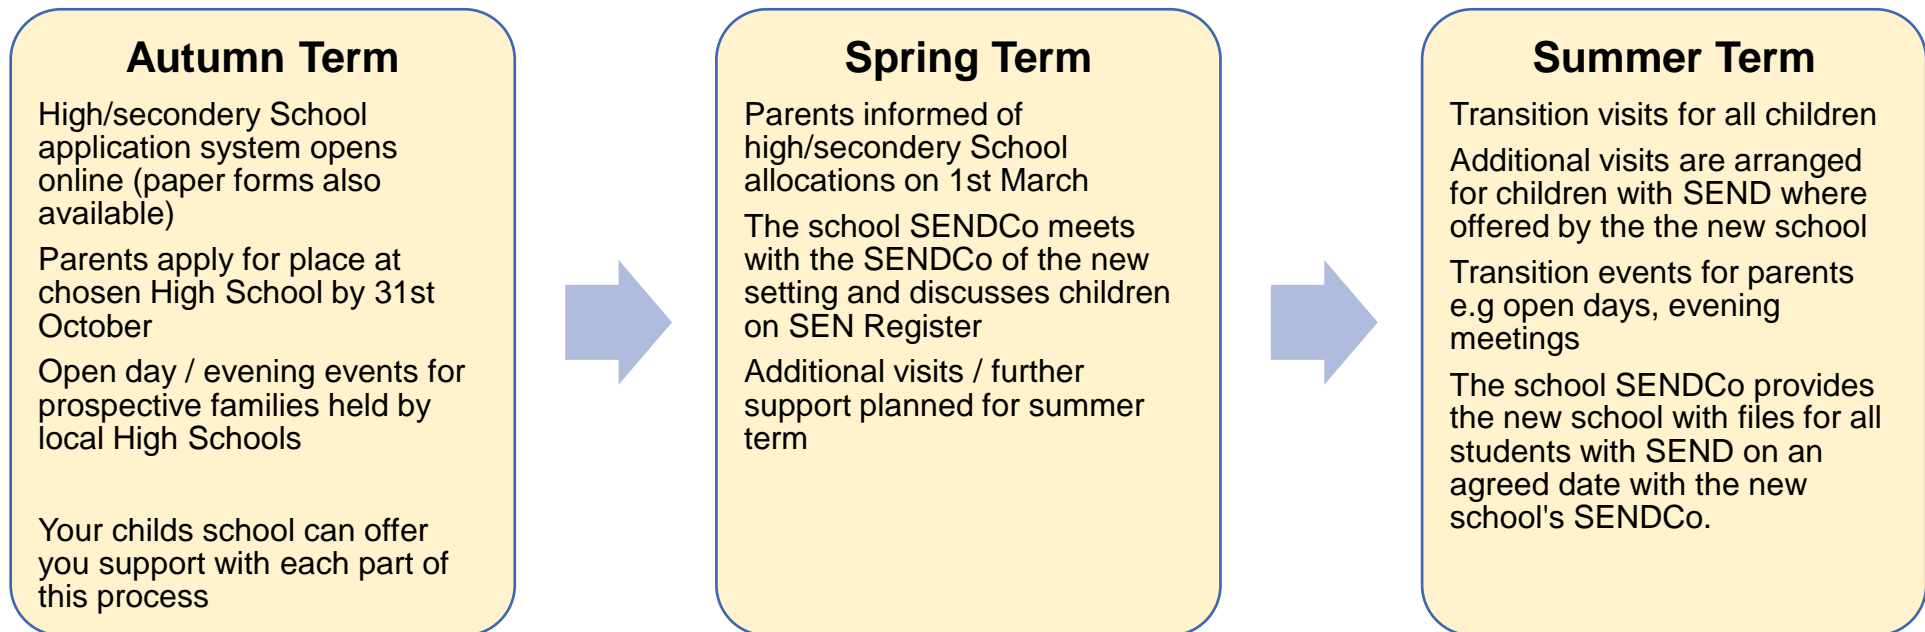 Autumn Term
High/secondery School
application system opens
online (paper forms also
available)
Parents apply for place at
chosen High School by 31st
October
Open day / evening events for
prospective families held by
local High Schools
Your childs school can offer
you support with each part of
this process
Spring Term
Parents informed of
high/secondery School
allocations on 1st March
The school SENDCo meets
with the SENDCo of the new
setting and discusses children
on SEN Register
Additional visits / further
support planned for summer
term
Summer Term
Transition visits for all children
Additional visits are arranged
for children with SEND where
offered by the the new school
Transition events for parents
e.g open days, evening
meetings
The school SENDCo provides
the new school with files for all
students with SEND on an
agreed date with the new
school's SENDCo.